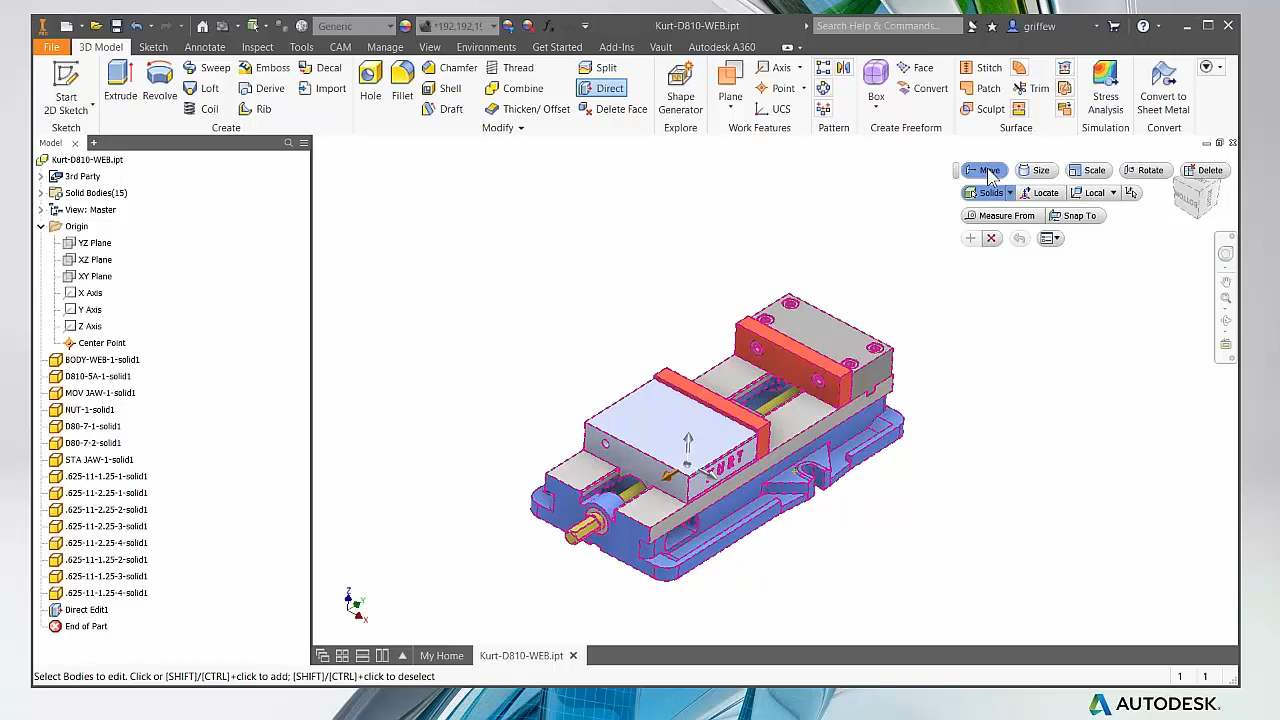 Generic
*192,192,19
Kurt-D810-WEB.ipt
Search Help & Commands...
griffew
File 3D Model Sketch Annotate Inspect Tools CAM Manage View Environments Get Started Add-Ins Vault Autodesk A360
Start
2D Sketch
Sketch
Extrude Revolve
Sweep Emboss Decal
Loft Derive Import
Coil Rib
Create
Hole Fillet
Chamfer Thread Split
Shell Combine Direct
Draft Thicken/ Offset Delete Face
Modify
Shape
Generator
Explore
Plane
Axis
Point
UCS
Work Features
Pattern
Box
Face
Convert
Create Freeform
Stitch
Patch Trim
Sculpt
Surface
Stress
Analysis
Simulation
Convert to
Sheet Metal
Convert
Model
Kurt-D810-WEB.ipt
3rd Party
Solid Bodies(15)
View: Master
Origin
YZ Plane
XZ Plane
XY Plane
X Axis
Y Axis
Z Axis
Center Point
BODY-WEB-1-solid1
D810-5A-1-solid1
MOV JAW-1-solid1
NUT-1-solid1
D80-7-1-solid1
D80-7-2-solid1
STA JAW-1-solid1
.625-11-1.25-1-solid1
.625-11-2.25-1-solid1
.625-11-2.25-2-solid1
.625-11-2.25-3-solid1
.625-11-2.25-4-solid1
.625-11-1.25-2-solid1
.625-11-1.25-3-solid1
.625-11-1.25-4-solid1
Direct Edit1
End of Part
Move Size Scale Rotate Delete
Solids Locate Local
Measure From Snap To
BOTTOM
KURT
Z
Y
X
My Home Kurt-D810-WEB.ipt
Select Bodies to edit. Click or [SHIFT]/[CTRL]+click to add; [SHIFT]/[CTRL]+click to deselect
1 1
AUTODESK.